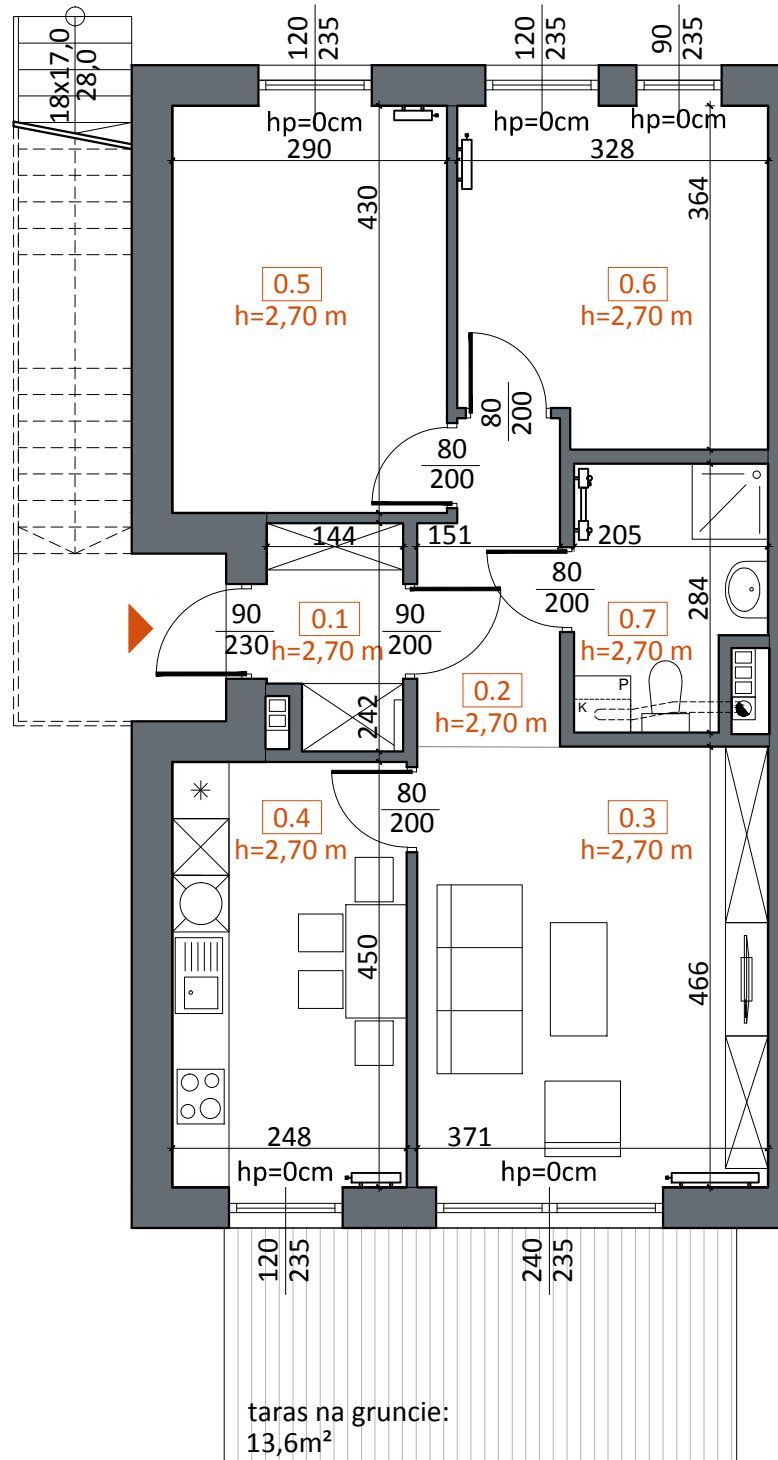 120
235
120
235
90
235
18x17,0
28,0
hp=0cm
hp=0cm
hp=0cm
290
328
430
364
0.5
h=2,70 m
0.6
h=2,70 m
80
200
80
200
144
151
205
90
230
0.1
h=2,70 m
90
200
80
200
284
0.7
h=2,70 m
0.2
h=2,70 m
P
K
242
80
200
0.4
h=2,70 m
0.3
h=2,70 m
450
466
248
371
hp=0cm
hp=0cm
120
235
240
235
taras na gruncie:
13,6m²